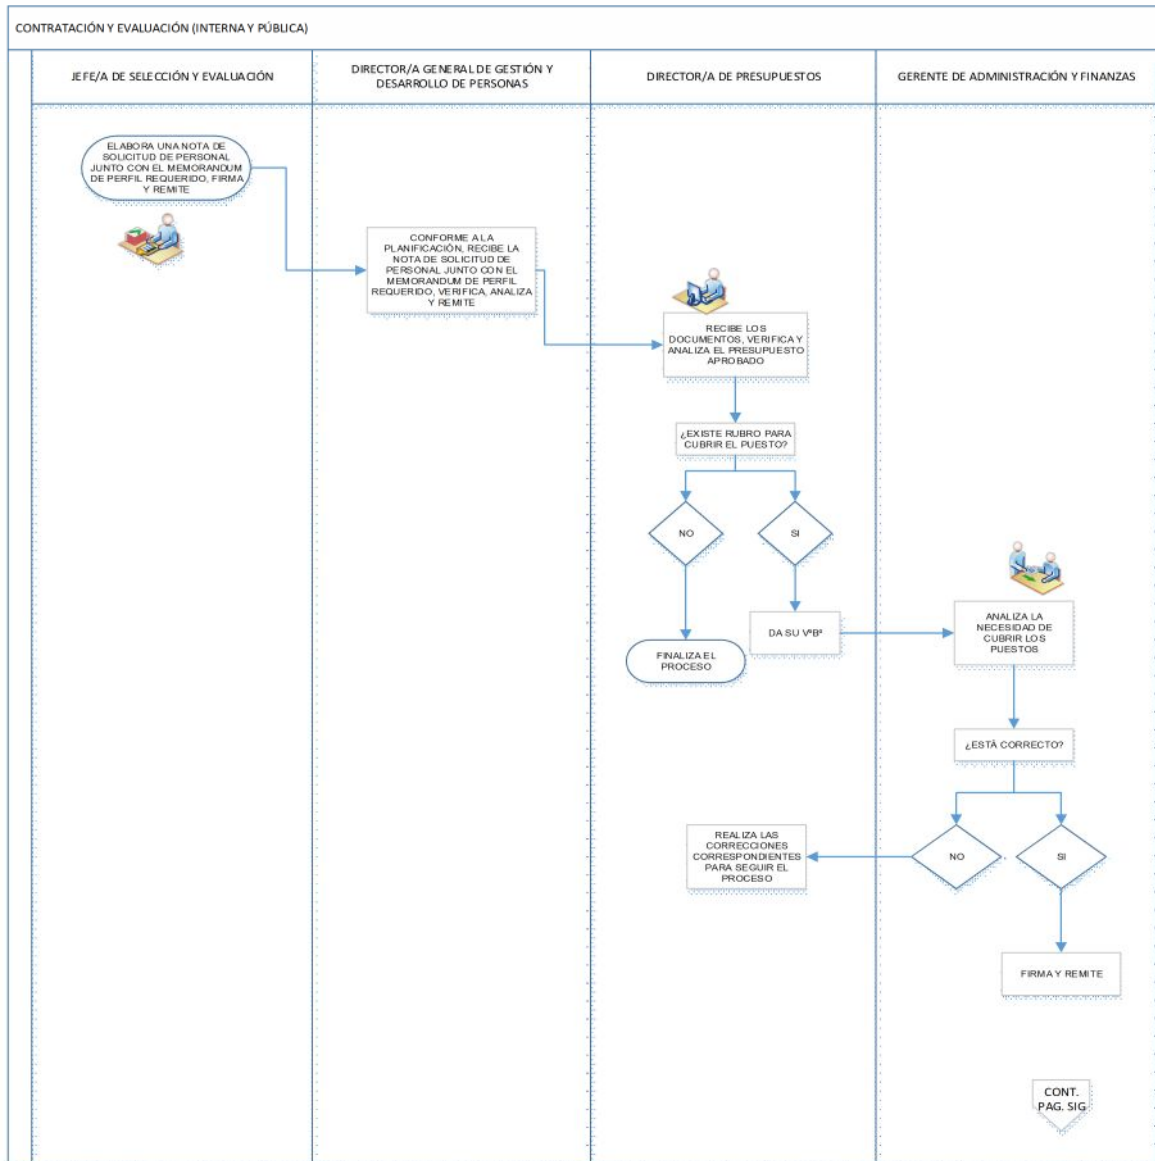 CONTRATACIÓN Y EVALUACIÓN (INTERNA Y PÚBLICA)
JEFE/A DE SELECCIÓN Y EVALUACIÓN
DIRECTOR/A GENERAL DE GESTIÓN Y
DESARROLLO DE PERSONAS
DIRECTOR/A DE PRESUPUESTOS
GERENTE DE ADMINISTRACIÓN Y FINANZAS
ELABORA UNA NOTA DE
SOLICITUD DE PERSONAL
JUNTO CON EL MEMORANDUM
DE PERFIL REQUERIDO, FIRMA
Y REMITE
CONFORME A LA
PLANIFICACIÓN, RECIBE LA
NOTA DE SOLICITUD DE
PERSONAL JUNTO CON EL
MEMORANDUM DE PERFIL
REQUERIDO, VERIFICA, ANALIZA
Y REMITE
RECIBE LOS
DOCUMENTOS, VERIFICA Y
ANALIZA EL PRESUPUESTO
APROBADO
¿EXISTE RUBRO PARA
CUBRIR EL PUESTO?
NO
SI
FINALIZA EL
PROCESO
DA SU VºBº
ANALIZA LA
NECESIDAD DE
CUBRIR LOS
PUESTOS
¿ESTÁ CORRECTO?
NO
SI
REALIZA LAS
CORRECCIONES
CORRESPONDIENTES
PARA SEGUIR EL
PROCESO
FIRMA Y REMITE
CONT.
PAG. SIG